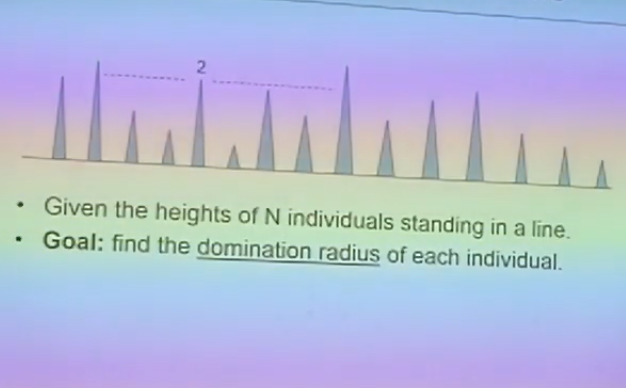 2
• Given the heights of N individuals standing in a line.
• Goal: find the domination radius of each individual.